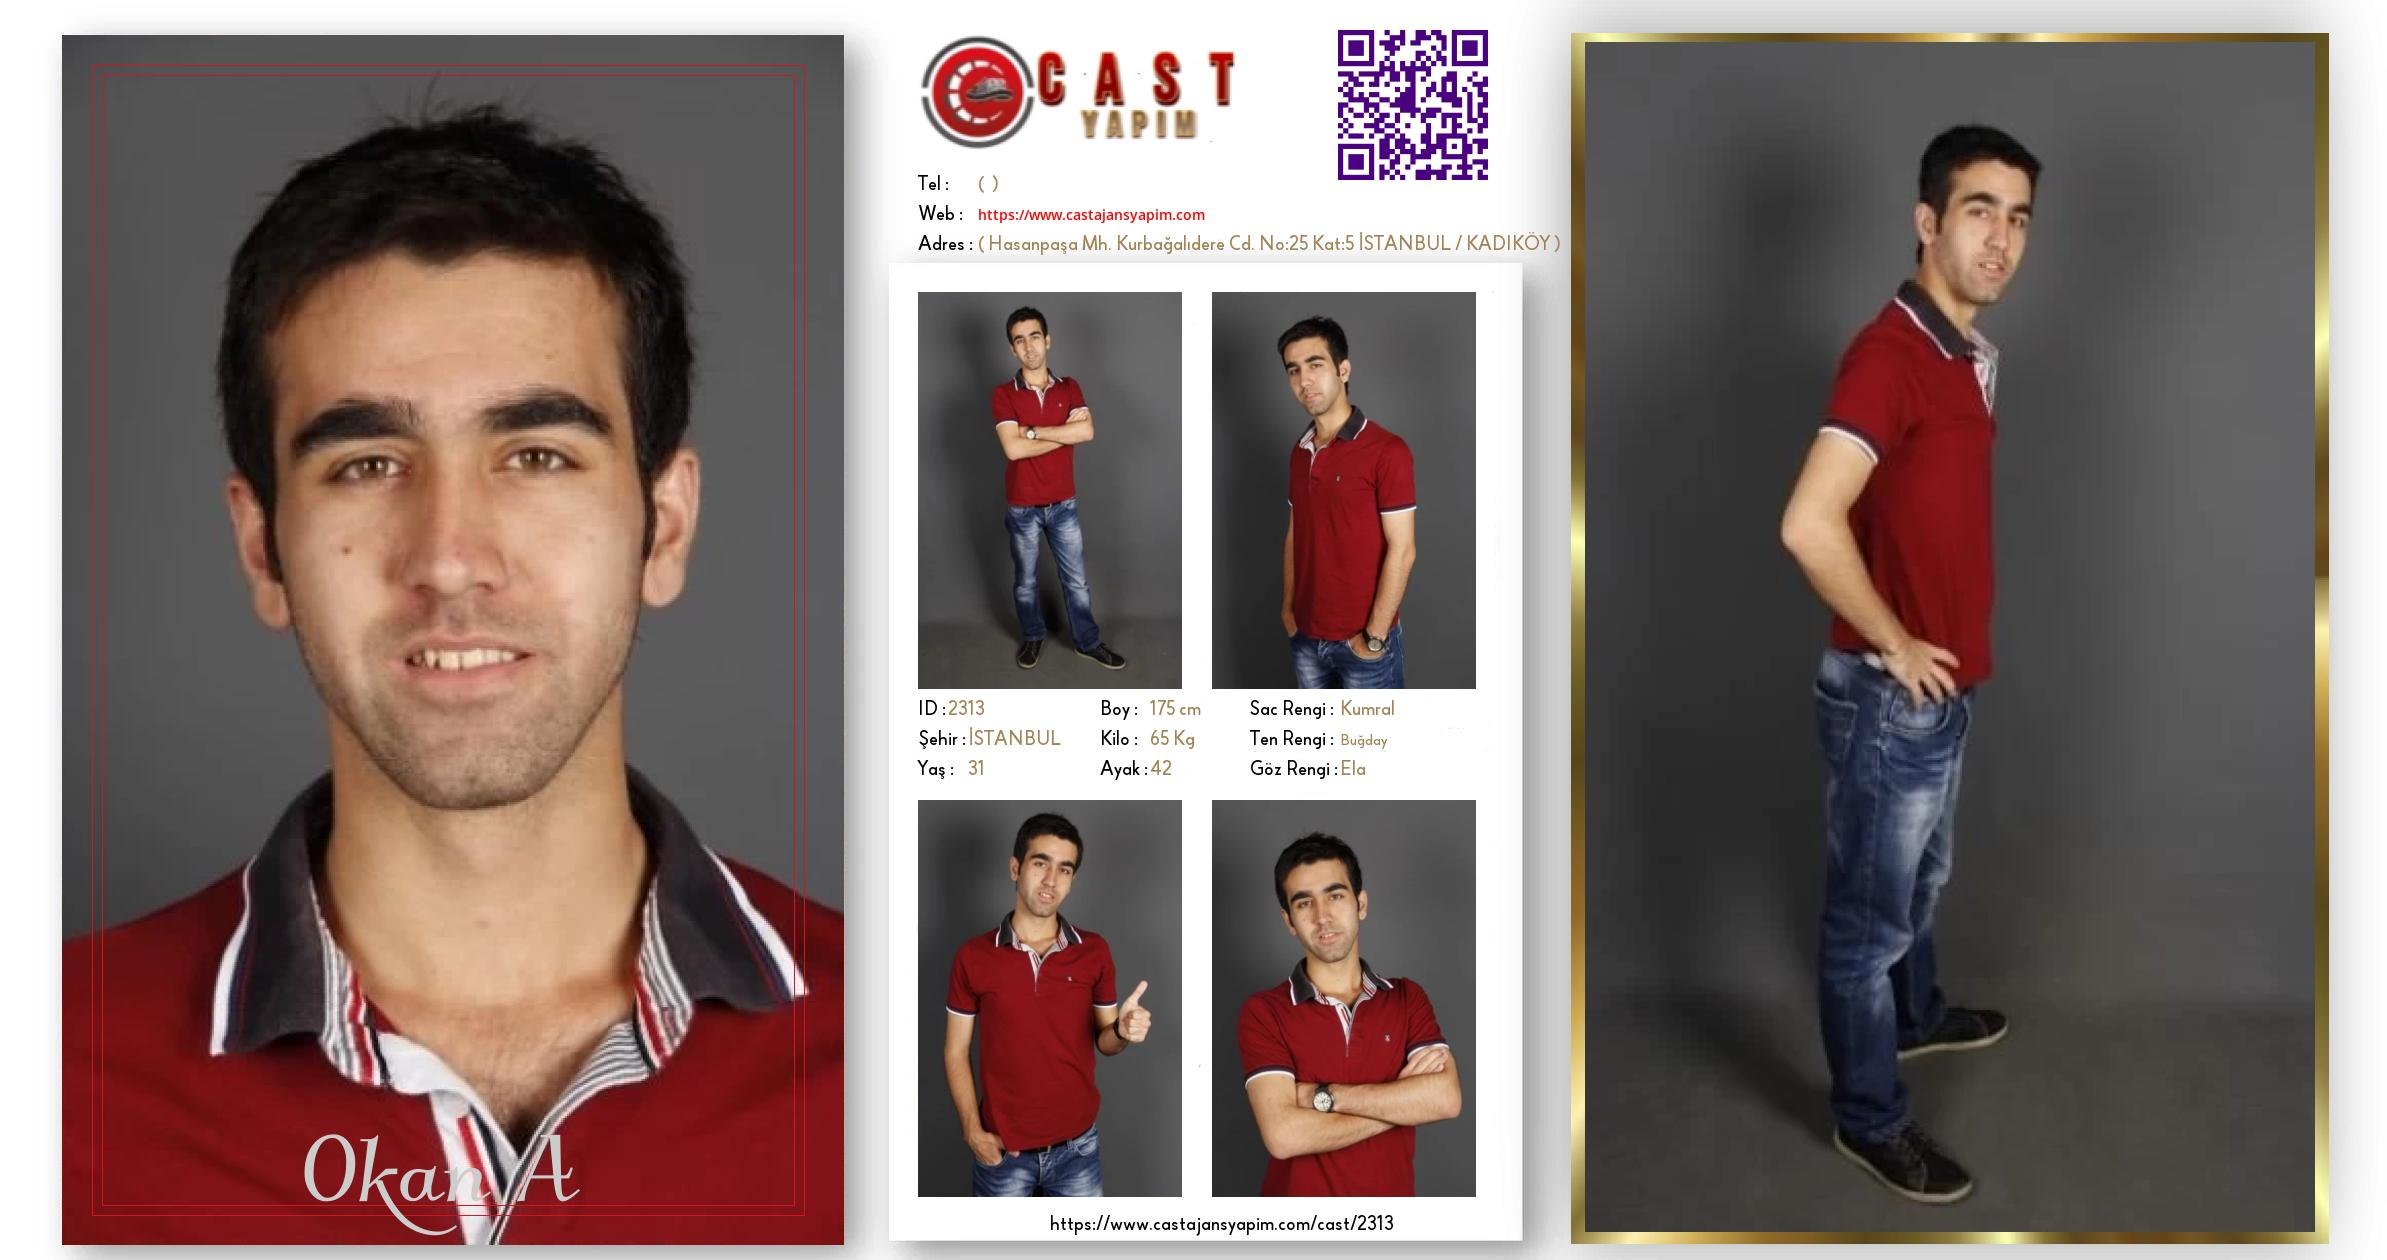 CAST
YAPIM
Tel : ( )
Web : https://www.castajansyapim.com
Adres : ( Hasanpaşa Mh. Kurbağalıdere Cd. No:25 Kat:5 İSTANBUL / KADIKÖY )
ID : 2313 Boy : 175 cm Sac Rengi : Kumral
Şehir : İSTANBUL Kilo : 65 Kg Ten Rengi : Buğday
Yaş : 31 Ayak : 42 Göz Rengi : Ela
Okan A
https://www.castajansyapim.com/cast/2313